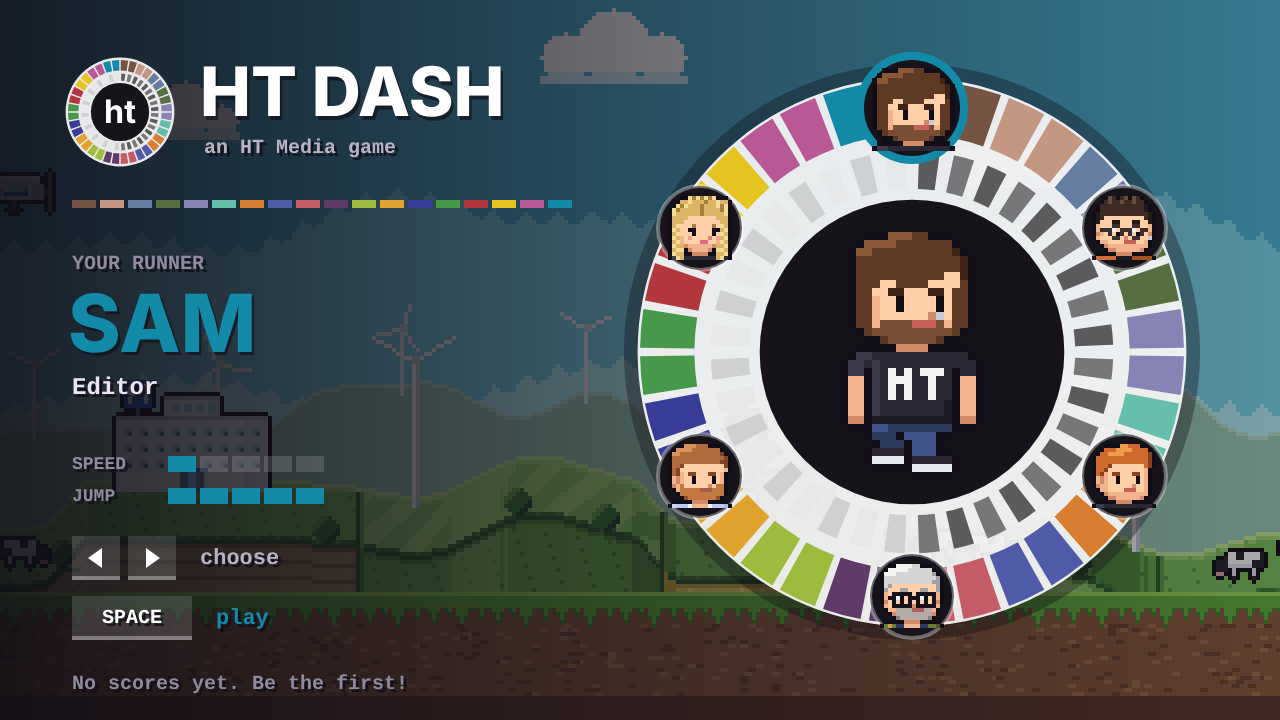 ht
HT DASH
an HT Media game
YOUR RUNNER
SAM
Editor
SPEED
JUMP
choose
SPACE play
No scores yet. Be the first!
HT